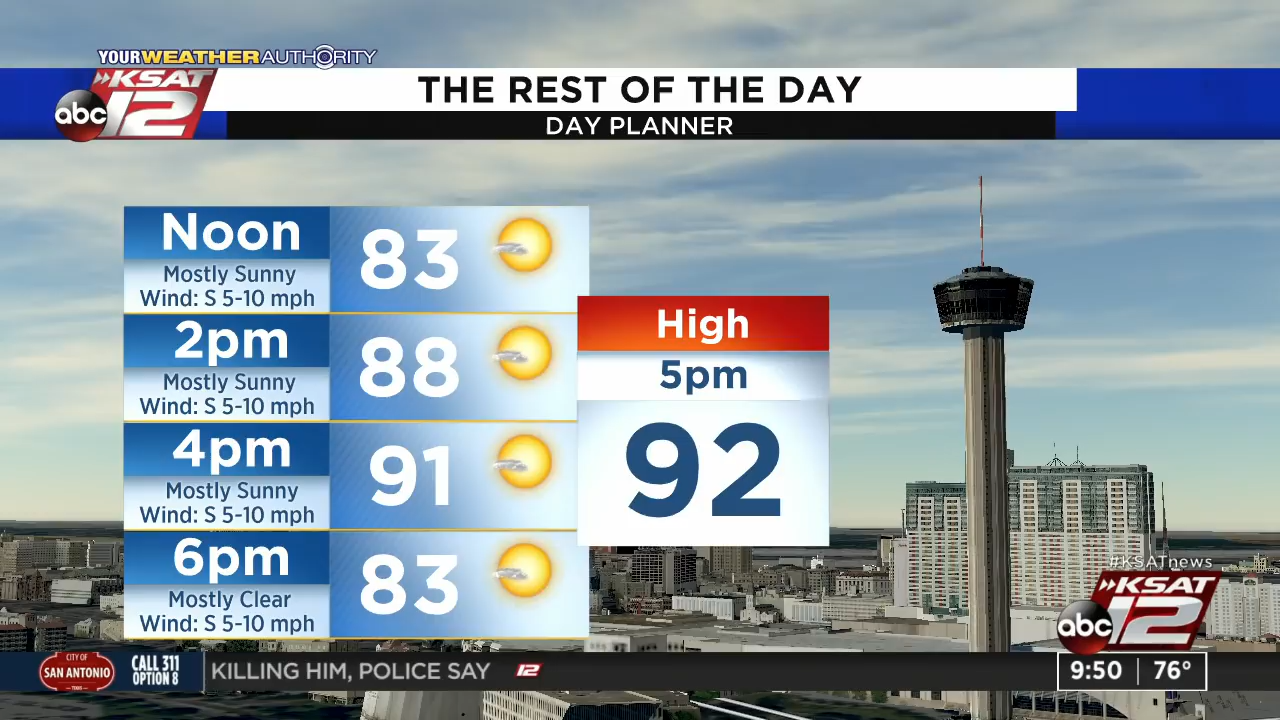 YOURWEATHERAUTHORITY
KSAT
abc 12
THE REST OF THE DAY
DAY PLANNER
Noon
Mostly Sunny
Wind: S 5-10 mph
83
2pm
Mostly Sunny
Wind: S 5-10 mph
88
4pm
Mostly Sunny
Wind: S 5-10 mph
91
6pm
Mostly Clear
Wind: S 5-10 mph
83
High
5pm
92
#KSATnews
KSAT
abc 12
CITY OF
SAN ANTONIO
TEXAS
CALL 311
OPTION 8
KILLING HIM, POLICE SAY 12
9:50 76°